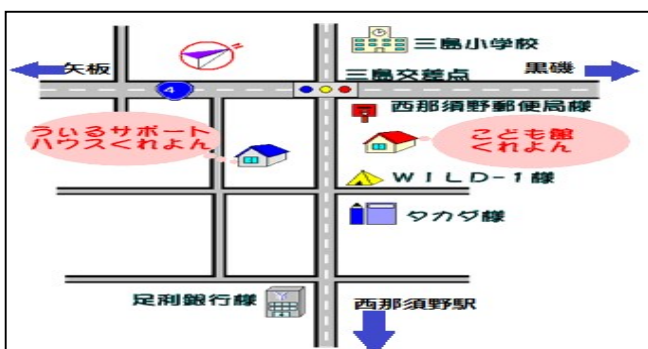 三島小学校
矢板
三島交差点
黒磯
4
西那須野郵便局様
ういるサポート
ハウスくれよん
こども館
くれよん
WILD-1様
タカダ様
足利銀行様
西那須野駅